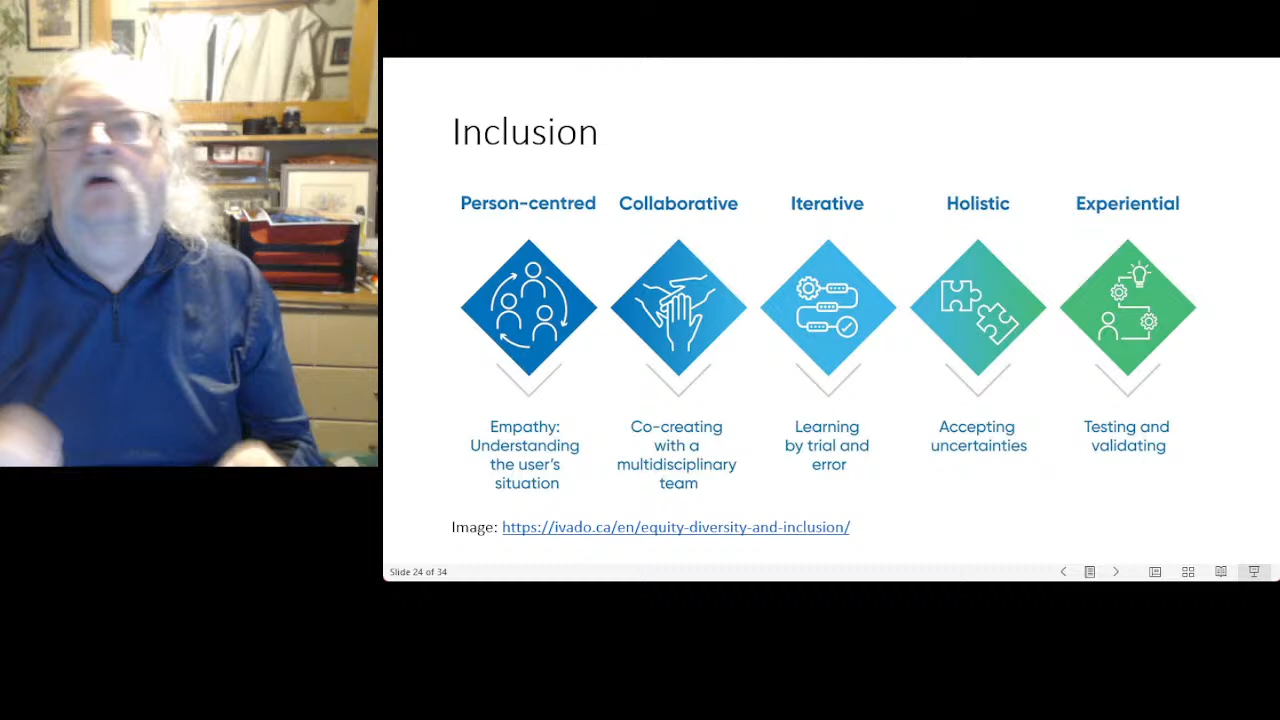 Inclusion
Person-centred
Collaborative
Iterative
Holistic
Experiential
Empathy:
Understanding
the user's
situation
Co-creating
with a
multidisciplinary
team
Learning
by trial and
error
Accepting
uncertainties
Testing and
validating
Image: https://ivado.ca/en/equity-diversity-and-inclusion/
Slide 24 of 34